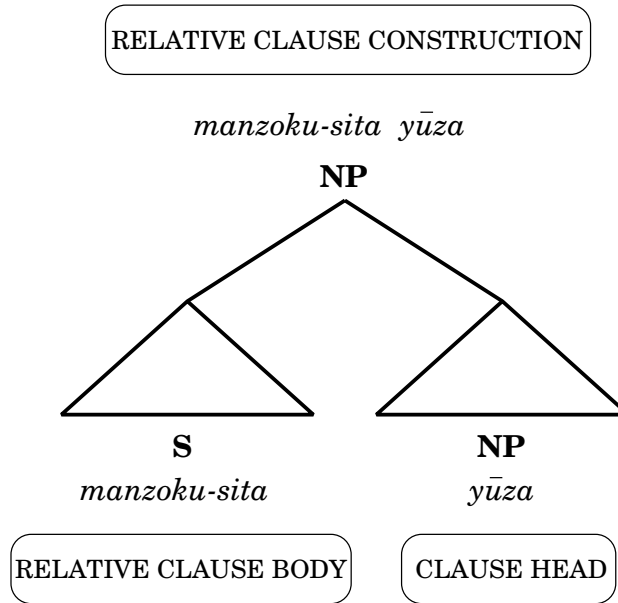 RELATIVE CLAUSE CONSTRUCTION
manzoku-sita yūza
NP
S NP
manzoku-sita yūza
RELATIVE CLAUSE BODY CLAUSE HEAD